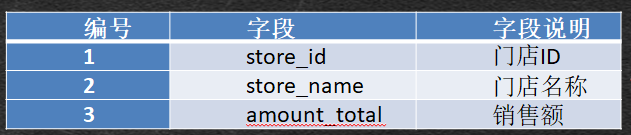 编号 字段 字段说明
1 store_id 门店ID
2 store_name 门店名称
3 amount_total 销售额